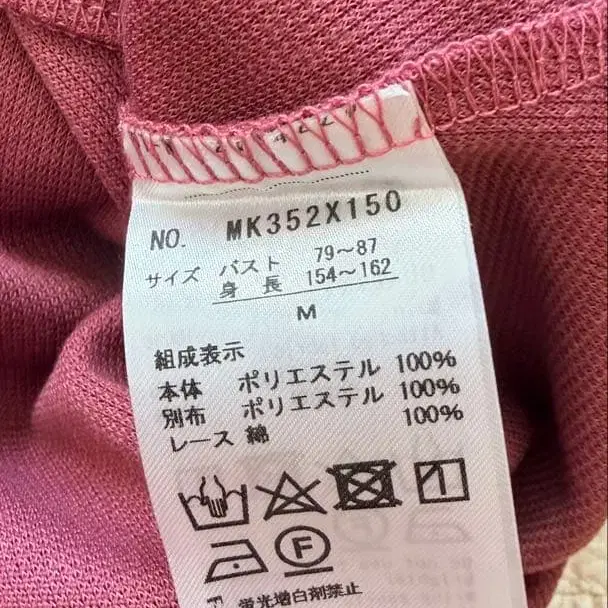 NO. MK352X150
サイズ バスト 79～87
身長 154～162
M
組成表示
本体 ポリエステル 100%
別布 ポリエステル 100%
レース 綿 100%
F
蛍光増白剤禁止